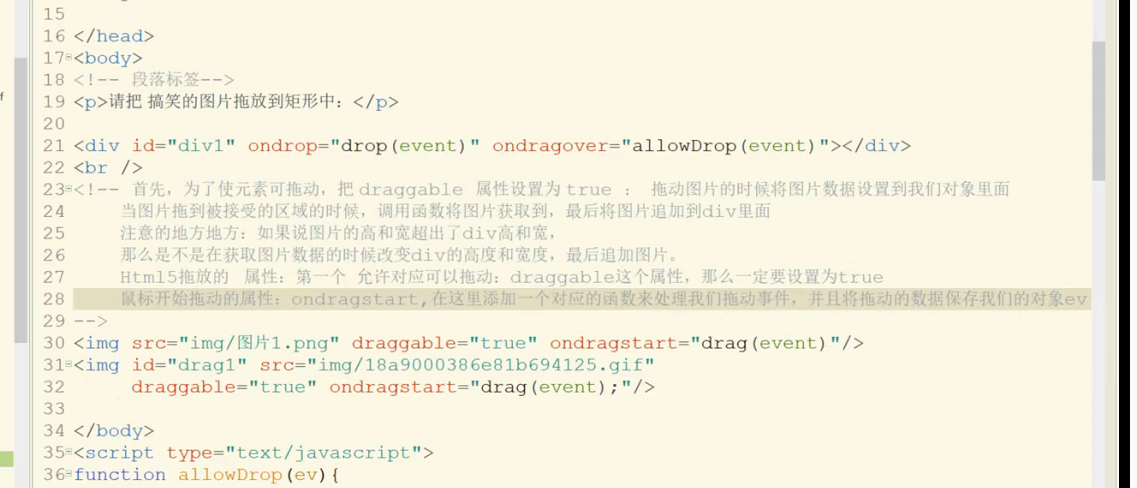 15
16 </head>
17 <body>
18 <!-- 段落标签-->
19 <p>请把 搞笑的图片拖放到矩形中：</p>
20
21 <div id="div1" ondrop="drop(event)" ondragover="allowDrop(event)"></div>
22 <br />
23 <!-- 首先，为了使元素可拖动，把 draggable 属性设置为 true ： 拖动图片的时候将图片数据设置到我们对象里面
24 当图片拖到被接受的区域的时候，调用函数将图片获取到，最后将图片追加到div里面
25 注意的地方地方：如果说图片的高和宽超出了div高和宽，
26 那么是不是在获取图片数据的时候改变div的高度和宽度，最后追加图片。
27 Html5拖放的 属性：第一个 允许对应可以拖动：draggable这个属性，那么一定要设置为true
28 鼠标开始拖动的属性：ondragstart,在这里添加一个对应的函数来处理我们拖动事件，并且将拖动的数据保存我们的对象ev
29 -->
30 <img src="img/图片1.png" draggable="true" ondragstart="drag(event)"/>
31 <img id="drag1" src="img/18a9000386e81b694125.gif"
32 draggable="true" ondragstart="drag(event);"/>
33
34 </body>
35 <script type="text/javascript">
36 function allowDrop(ev){
f